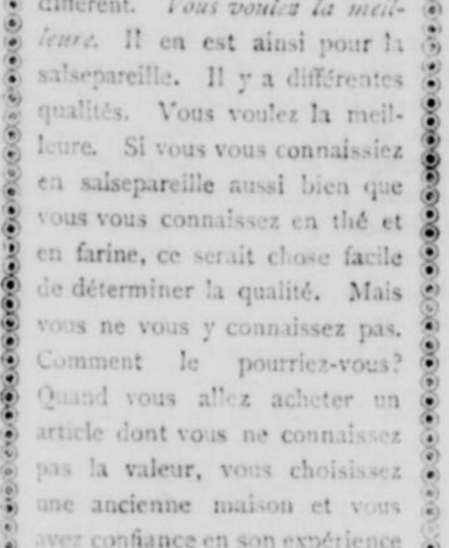 différent. Vous voulez la meil-
leure. Il en est ainsi pour la
salsepareille. Il y a différentes
qualités. Vous voulez la meil-
leure. Si vous vous connaissiez
en salsepareille aussi bien que
vous vous connaissez en thé et
en farine, ce serait chose facile
de déterminer la qualité. Mais
vous ne vous y connaissez pas.
Comment le pourriez-vous?
Quand vous allez acheter un
article dont vous ne connaissez
pas la valeur, vous choisissez
une ancienne maison et vous
avez confiance en son expérience